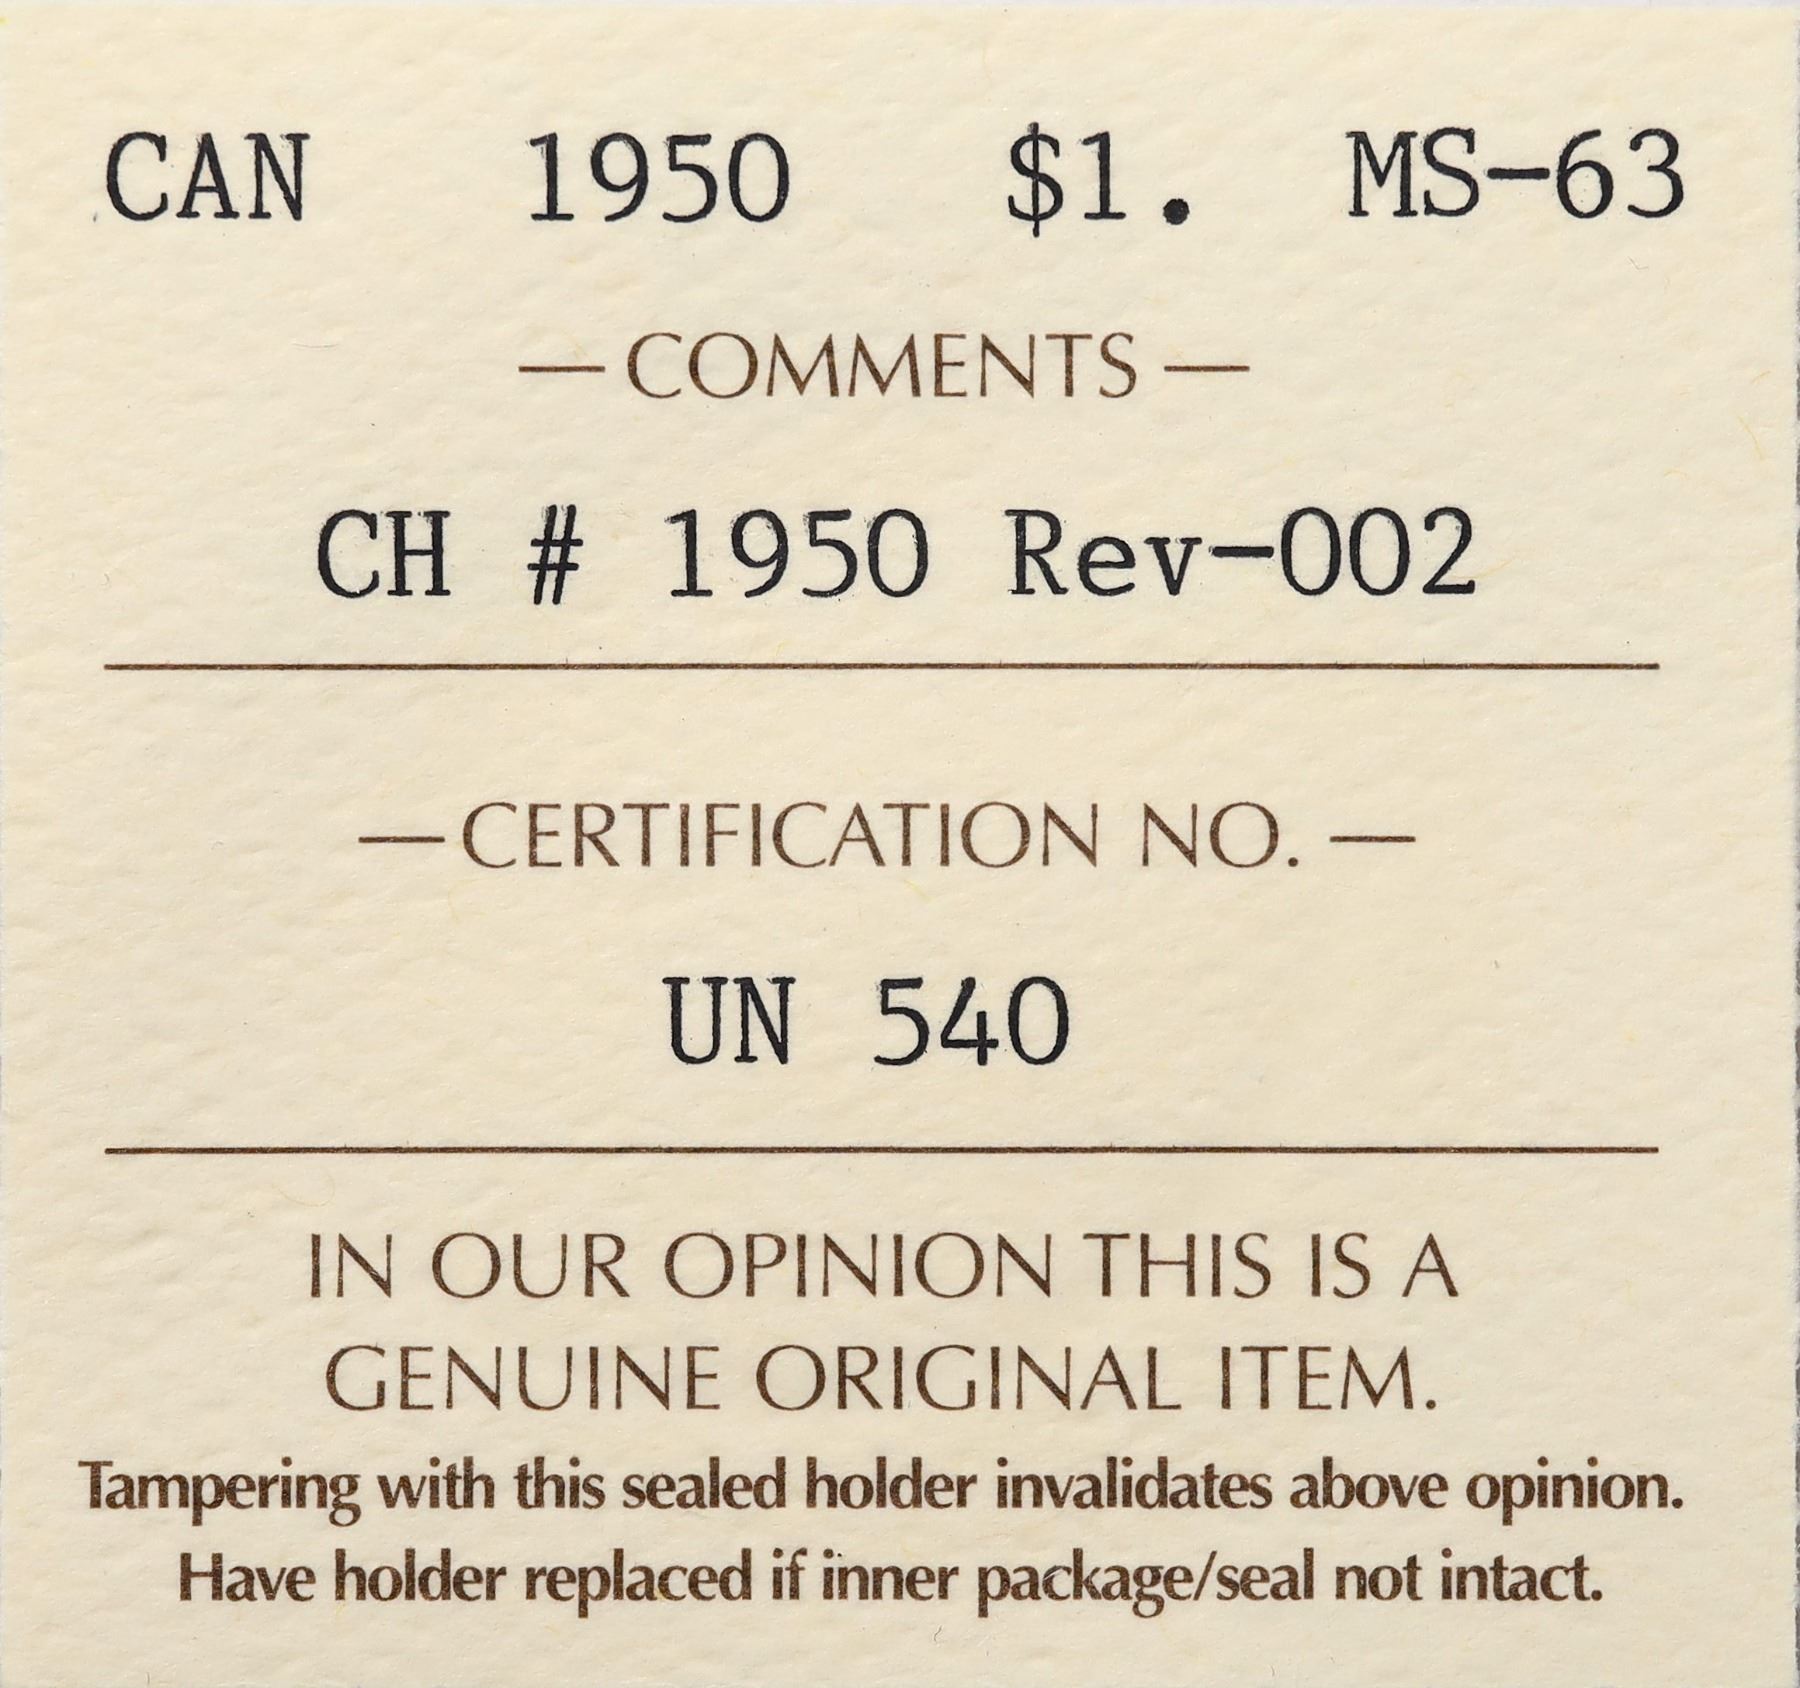 CAN 1950 $1. MS-63
— COMMENTS —
CH # 1950 Rev-002
— CERTIFICATION NO. —
UN 540
IN OUR OPINION THIS IS A
GENUINE ORIGINAL ITEM.
Tampering with this sealed holder invalidates above opinion.
Have holder replaced if inner package/seal not intact.